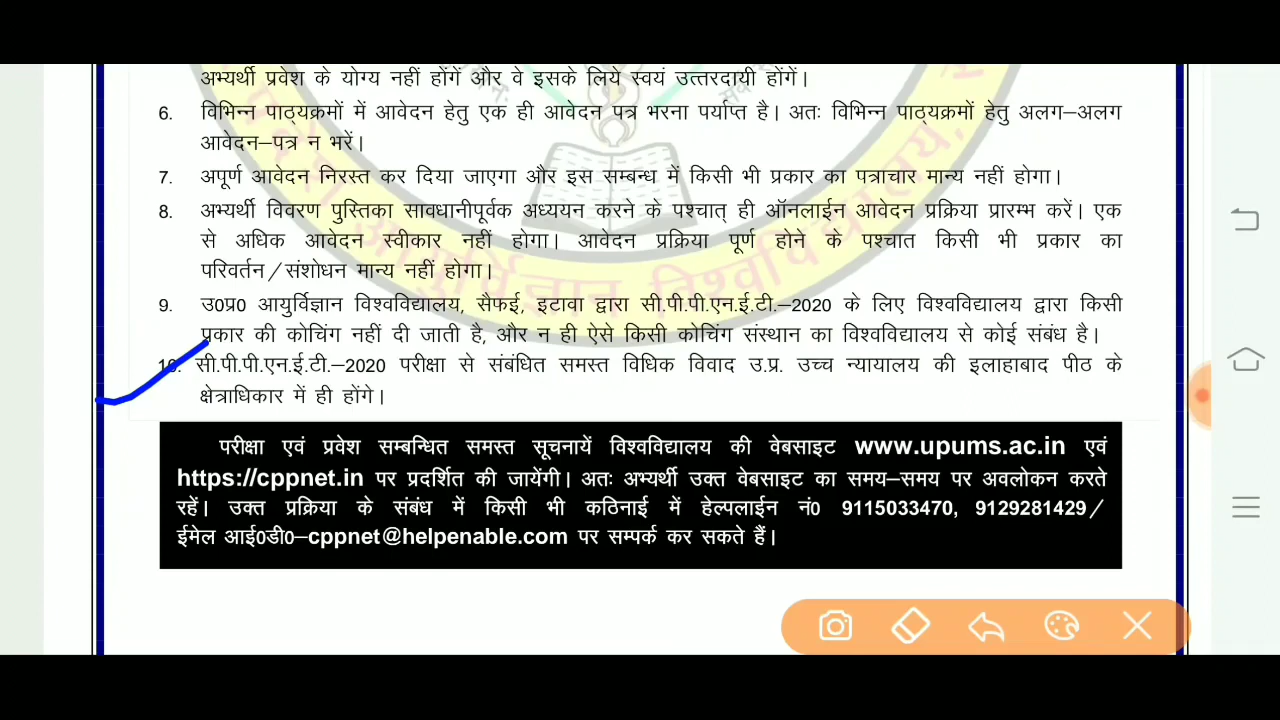 अभ्यर्थी प्रवेश के योग्य नहीं होंगें और वे इसके लिये स्वयं उत्तरदायी होंगें।
6. विभिन्न पाठ्यक्रमों में आवेदन हेतु एक ही आवेदन पत्र भरना पर्याप्त है। अतः विभिन्न पाठ्यक्रमों हेतु अलग–अलग
आवेदन–पत्र न भरें।
7. अपूर्ण आवेदन निरस्त कर दिया जाएगा और इस सम्बन्ध में किसी भी प्रकार का पत्राचार मान्य नहीं होगा।
8. अभ्यर्थी विवरण पुस्तिका सावधानीपूर्वक अध्ययन करने के पश्चात् ही ऑनलाईन आवेदन प्रक्रिया प्रारम्भ करें। एक
से अधिक आवेदन स्वीकार नहीं होगा। आवेदन प्रक्रिया पूर्ण होने के पश्चात किसी भी प्रकार का
परिवर्तन/संशोधन मान्य नहीं होगा।
9. उ0प्र0 आयुर्विज्ञान विश्वविद्यालय, सैफई, इटावा द्वारा सी.पी.पी.एन.ई.टी.–2020 के लिए विश्वविद्यालय द्वारा किसी
प्रकार की कोचिंग नहीं दी जाती है, और न ही ऐसे किसी कोचिंग संस्थान का विश्वविद्यालय से कोई संबंध है।
10. सी.पी.पी.एन.ई.टी.–2020 परीक्षा से संबंधित समस्त विधिक विवाद उ.प्र. उच्च न्यायालय की इलाहाबाद पीठ के
क्षेत्राधिकार में ही होंगे।
परीक्षा एवं प्रवेश सम्बन्धित समस्त सूचनायें विश्वविद्यालय की वेबसाइट www.upums.ac.in एवं
https://cppnet.in पर प्रदर्शित की जायेंगी। अतः अभ्यर्थी उक्त वेबसाइट का समय–समय पर अवलोकन करते
रहें। उक्त प्रक्रिया के संबंध में किसी भी कठिनाई में हेल्पलाईन नं0 9115033470, 9129281429/
ईमेल आई0डी0–cppnet@helpenable.com पर सम्पर्क कर सकते हैं।
आयुर्विज्ञान विश्वविद्यालय,